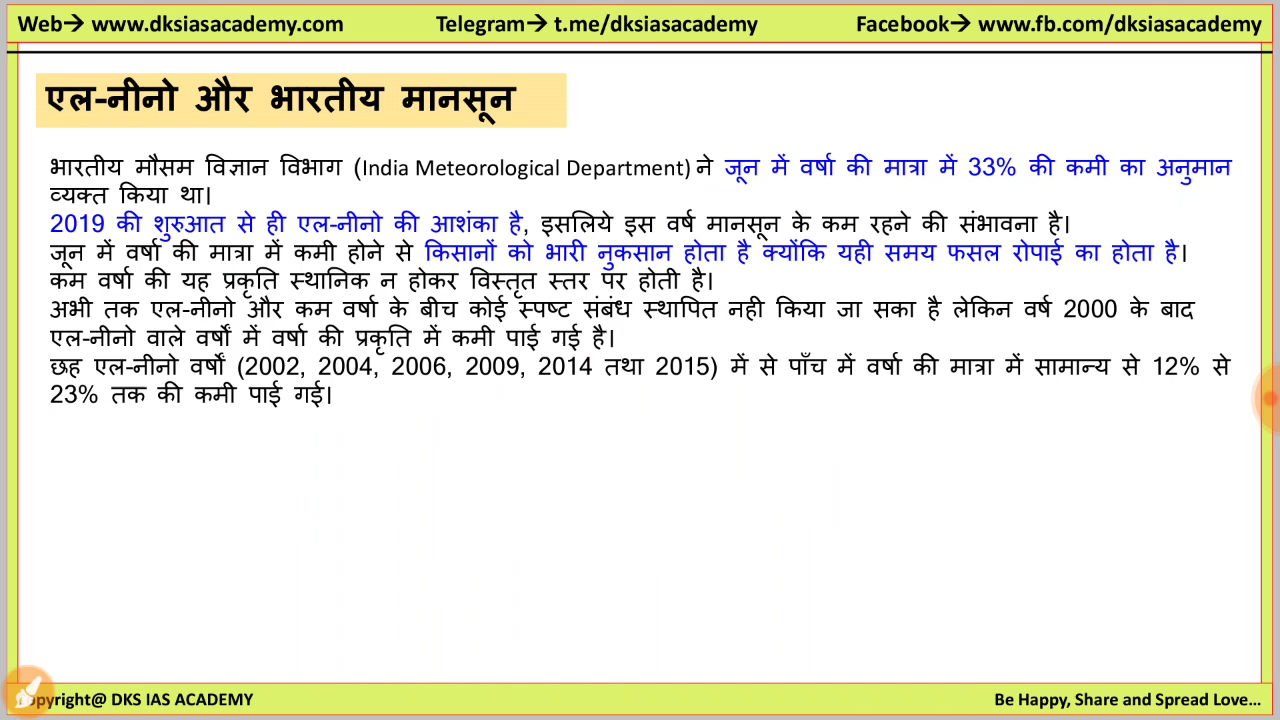 Web→ www.dksiasacademy.com Telegram→ t.me/dksiasacademy Facebook→ www.fb.com/dksiasacademy
एल-नीनो और भारतीय मानसून
भारतीय मौसम विज्ञान विभाग (India Meteorological Department) ने जून में वर्षा की मात्रा में 33% की कमी का अनुमान
व्यक्त किया था।
2019 की शुरुआत से ही एल-नीनो की आशंका है, इसलिये इस वर्ष मानसून के कम रहने की संभावना है।
जून में वर्षा की मात्रा में कमी होने से किसानों को भारी नुकसान होता है क्योंकि यही समय फसल रोपाई का होता है।
कम वर्षा की यह प्रकृति स्थानिक न होकर विस्तृत स्तर पर होती है।
अभी तक एल-नीनो और कम वर्षा के बीच कोई स्पष्ट संबंध स्थापित नही किया जा सका है लेकिन वर्ष 2000 के बाद
एल-नीनो वाले वर्षों में वर्षा की प्रकृति में कमी पाई गई है।
छह एल-नीनो वर्षों (2002, 2004, 2006, 2009, 2014 तथा 2015) में से पाँच में वर्षा की मात्रा में सामान्य से 12% से
23% तक की कमी पाई गई।
opyright@ DKS IAS ACADEMY Be Happy, Share and Spread Love…